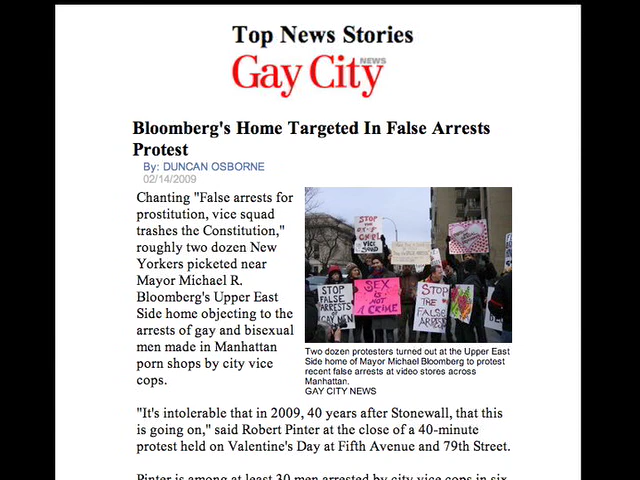 Top News Stories
Gay City NEWS
Bloomberg's Home Targeted In False Arrests
Protest
By: DUNCAN OSBORNE
02/14/2009
Chanting "False arrests for
prostitution, vice squad
trashes the Constitution,"
roughly two dozen New
Yorkers picketed near
Mayor Michael R.
Bloomberg's Upper East
Side home objecting to the
arrests of gay and bisexual
men made in Manhattan
porn shops by city vice
cops.
STOP
VICE
SQUAD
STOP
FALSE
ARRESTS
OF
GAY MEN
SEX
IS
NOT
A CRIME
STOP
THE
FALSE
ARRESTS
Two dozen protesters turned out at the Upper East
Side home of Mayor Michael Bloomberg to protest
recent false arrests at video stores across
Manhattan.
GAY CITY NEWS
"It's intolerable that in 2009, 40 years after Stonewall, that this
is going on," said Robert Pinter at the close of a 40-minute
protest held on Valentine's Day at Fifth Avenue and 79th Street.
Pinter is among at least 30 men arrested by city vice cops in six